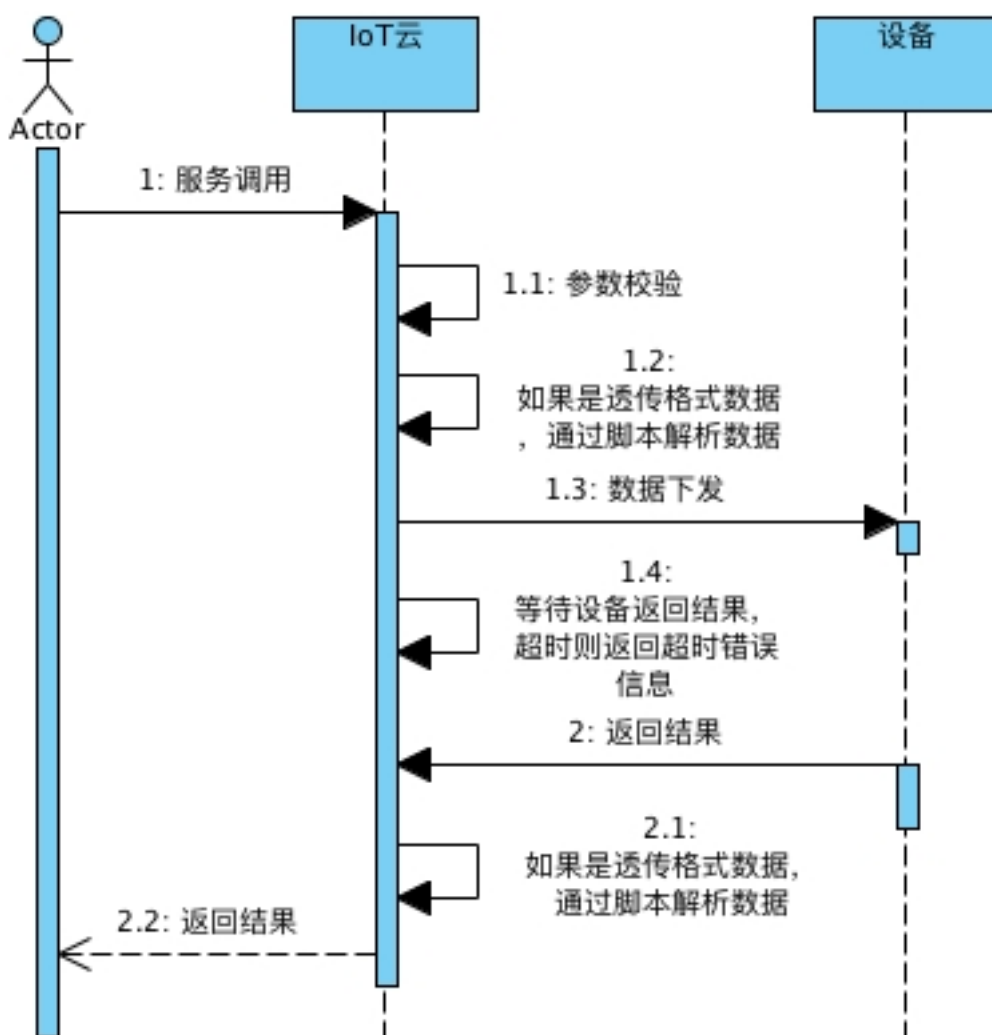 IoT云
设备
Actor
1: 服务调用
1.1: 参数校验
1.2:
如果是透传格式数据
，通过脚本解析数据
1.3: 数据下发
1.4:
等待设备返回结果，
超时则返回超时错误
信息
2: 返回结果
2.1:
如果是透传格式数据，
通过脚本解析数据
2.2: 返回结果